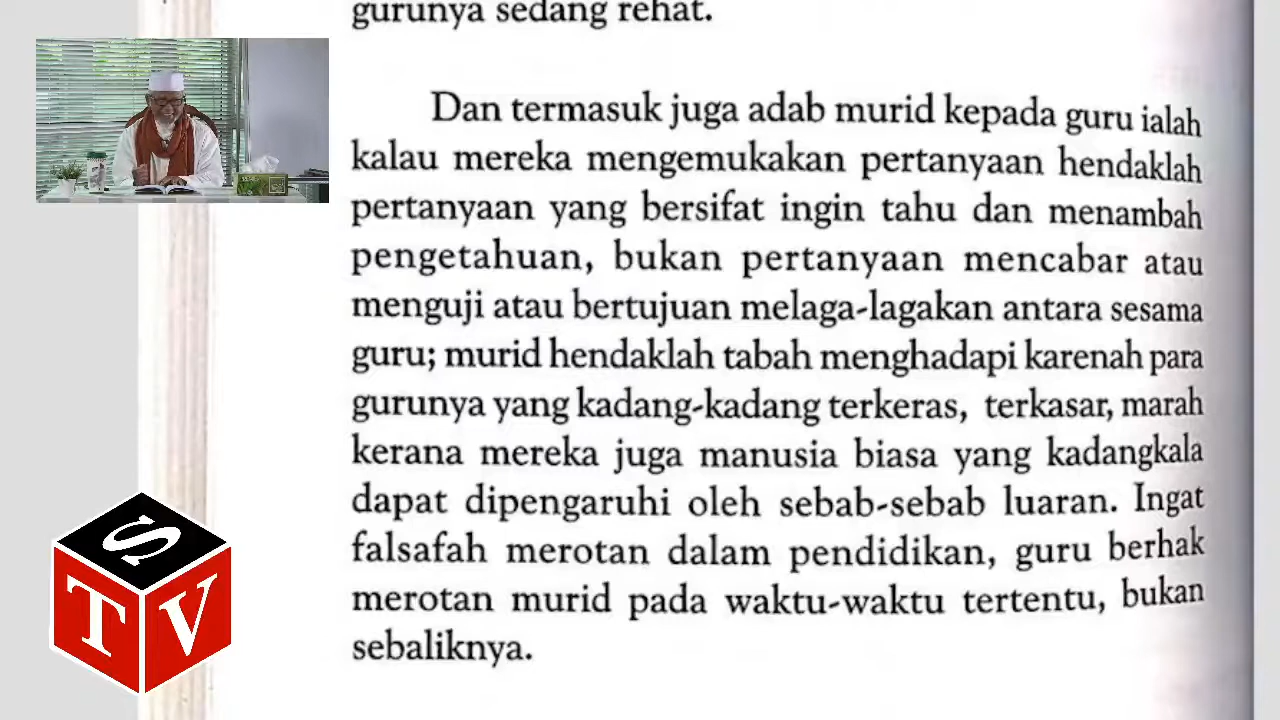 gurunya sedang rehat.
Dan termasuk juga adab murid kepada guru ialah
kalau mereka mengemukakan pertanyaan hendaklah
pertanyaan yang bersifat ingin tahu dan menambah
pengetahuan, bukan pertanyaan mencabar atau
menguji atau bertujuan melaga-lagakan antara sesama
guru; murid hendaklah tabah menghadapi karenah para
gurunya yang kadang-kadang terkeras, terkasar, marah
kerana mereka juga manusia biasa yang kadangkala
dapat dipengaruhi oleh sebab-sebab luaran. Ingat
falsafah merotan dalam pendidikan, guru berhak
merotan murid pada waktu-waktu tertentu, bukan
sebaliknya.
S
T V